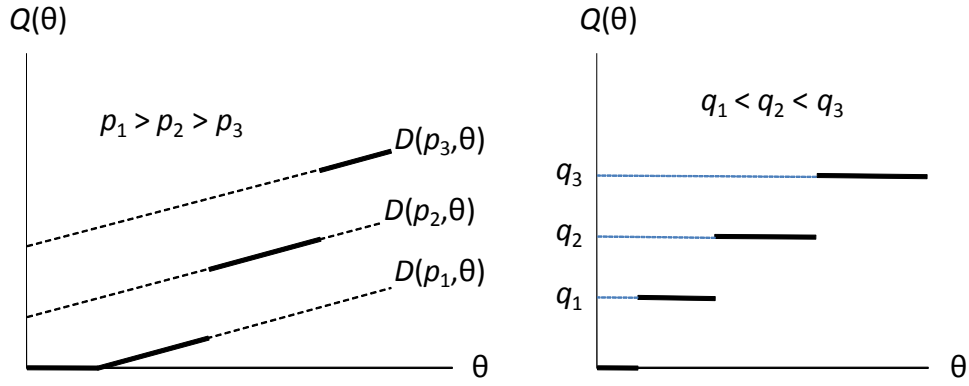 Q(θ)
p₁ > p₂ > p₃
D(p₃,θ)
D(p₂,θ)
D(p₁,θ)
θ
Q(θ)
q₁ < q₂ < q₃
q₃
q₂
q₁
θ